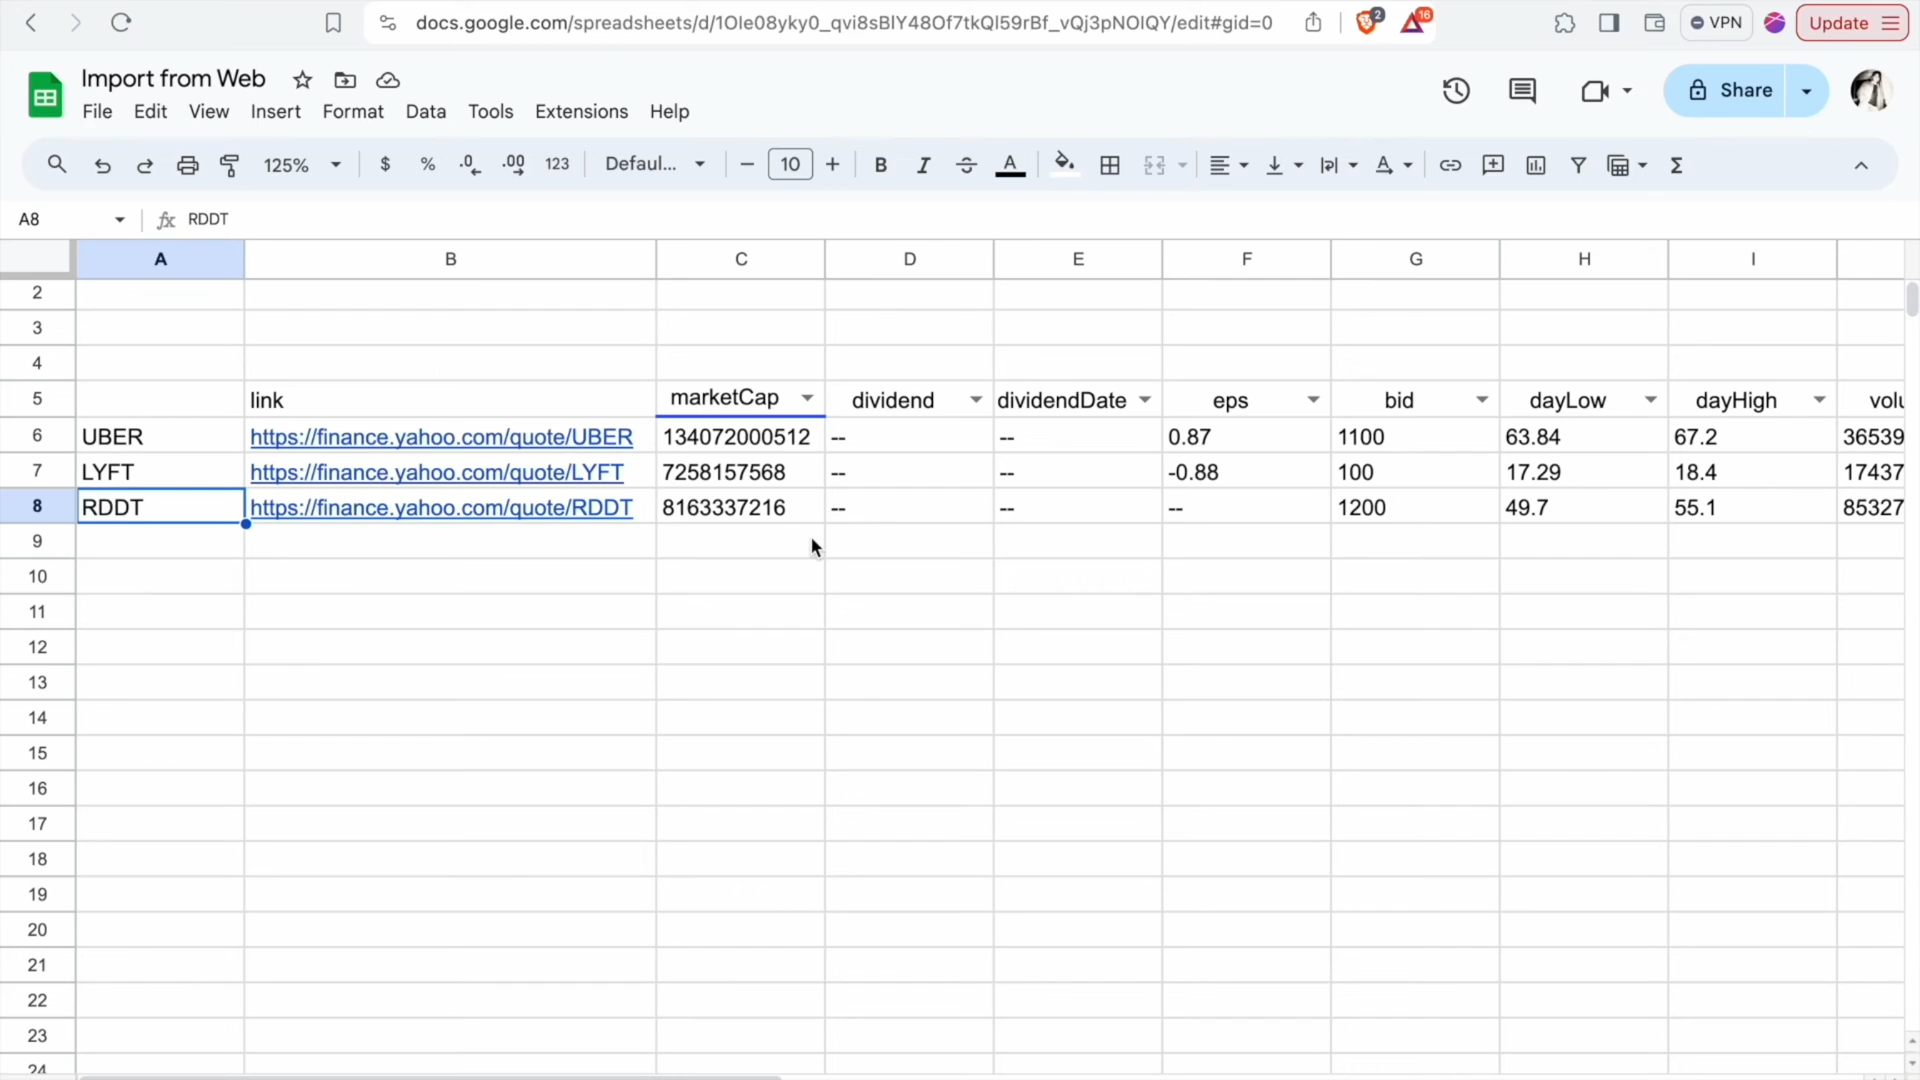 docs.google.com/spreadsheets/d/1OIe08yky0_qvi8sBlY48Of7tkQl59rBf_vQj3pNOIQY/edit#gid=0 2 16 VPN Update
Import from Web
File Edit View Insert Format Data Tools Extensions Help
Share
125% $ % .0 .00 123 Defaul... 10 B I A
A8 fx RDDT
A B C D E F G H I
2
3
4
5 link marketCap dividend dividendDate eps bid dayLow dayHigh volu
6 UBER https://finance.yahoo.com/quote/UBER 134072000512 -- -- 0.87 1100 63.84 67.2 36539
7 LYFT https://finance.yahoo.com/quote/LYFT 7258157568 -- -- -0.88 100 17.29 18.4 17437
8 RDDT https://finance.yahoo.com/quote/RDDT 8163337216 -- -- -- 1200 49.7 55.1 85327
9
10
11
12
13
14
15
16
17
18
19
20
21
22
23
24